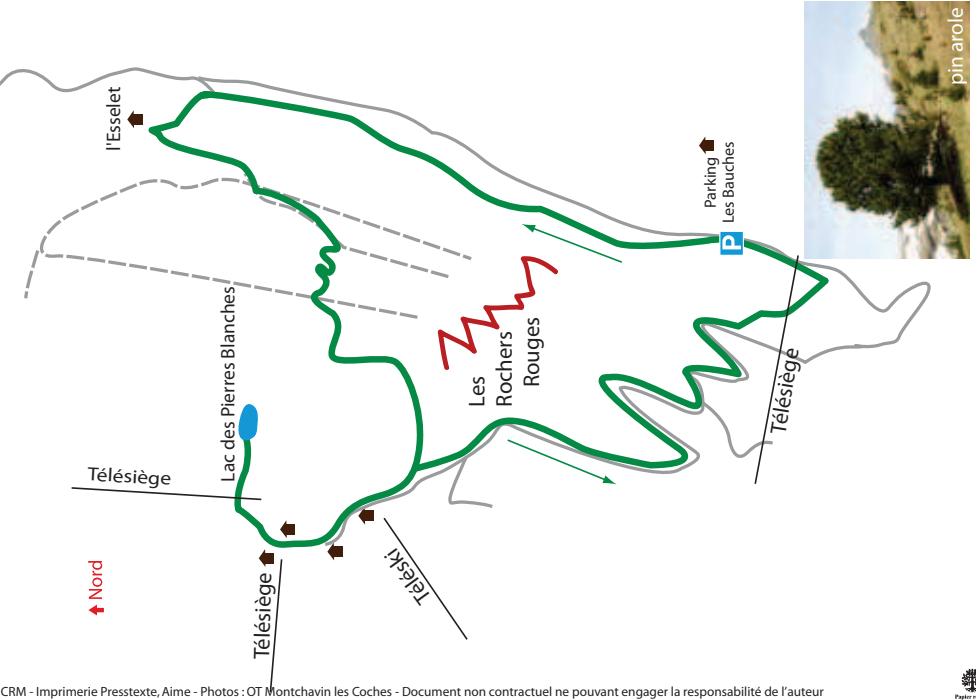 pin arole
l'Esselet
Parking
Les Bauches
P
Lac des Pierres Blanches
Les
Rochers
Rouges
Télésiège
Télésiège
Télésiège
Téléski
Nord
CRM - Imprimerie Presstexte, Aime - Photos : OT Montchavin les Coches - Document non contractuel ne pouvant engager la responsabilité de l'auteur